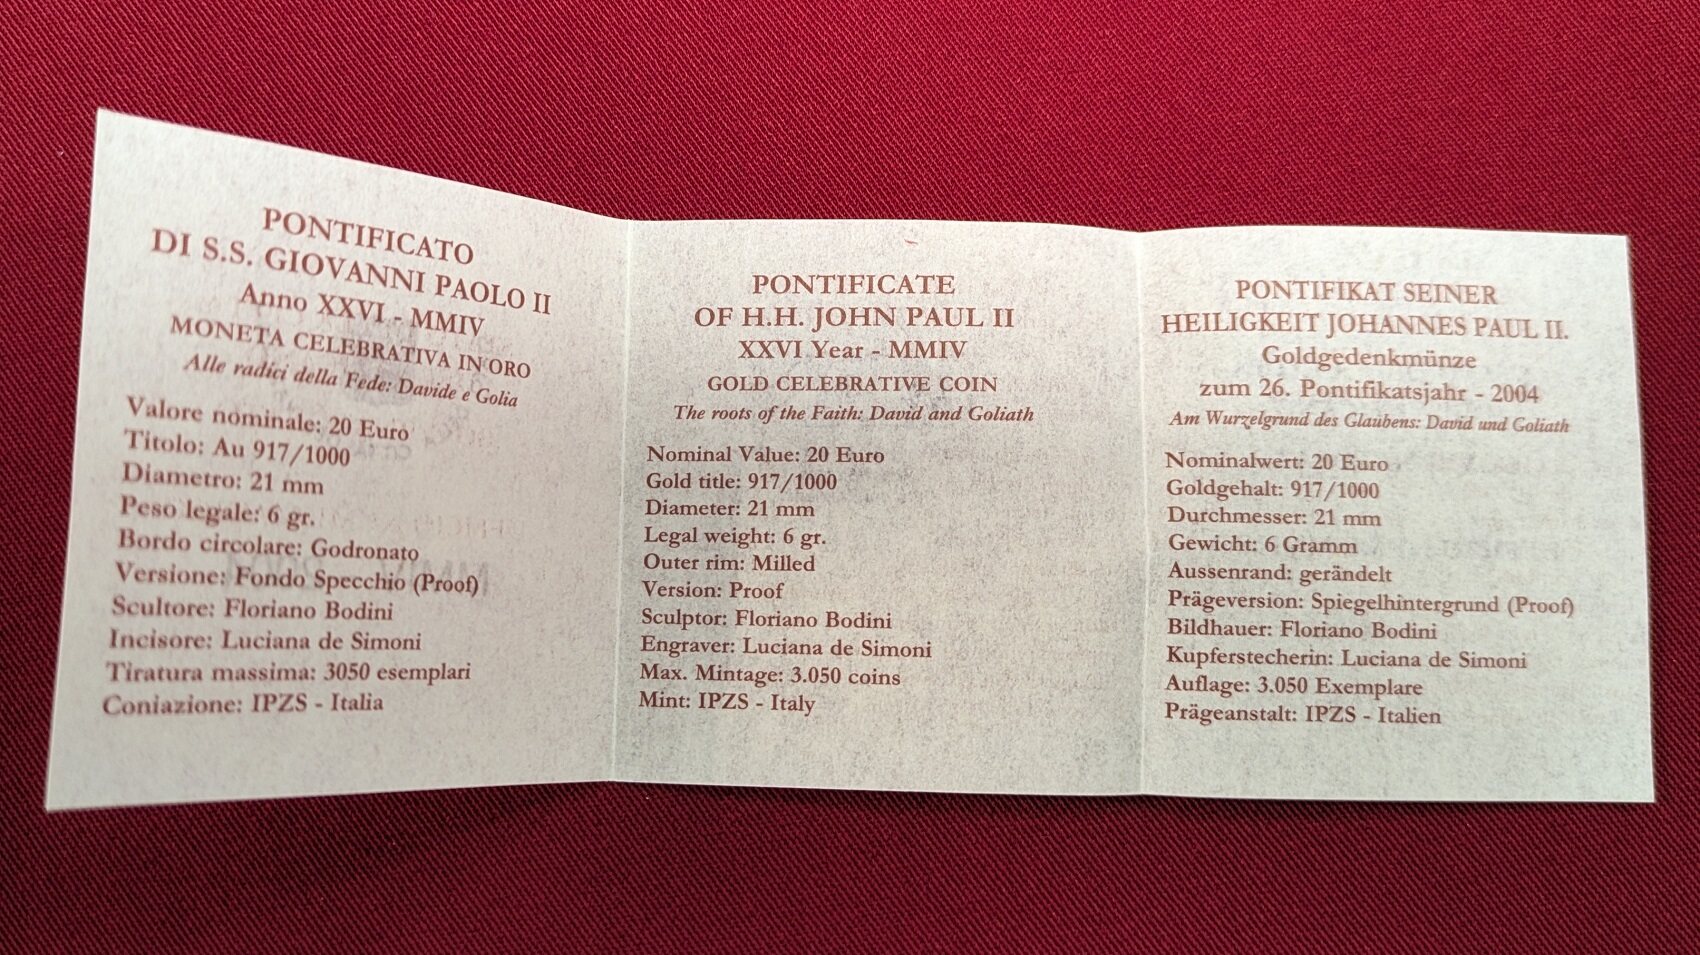 PONTIFICATO
DI S.S. GIOVANNI PAOLO II
Anno XXVI - MMIV
MONETA CELEBRATIVA IN ORO
Alle radici della Fede: Davide e Golia
Valore nominale: 20 Euro
Titolo: Au 917/1000
Diametro: 21 mm
Peso legale: 6 gr.
Bordo circolare: Godronato
Versione: Fondo Specchio (Proof)
Scultore: Floriano Bodini
Incisore: Luciana de Simoni
Tiratura massima: 3050 esemplari
Coniazione: IPZS - Italia
PONTIFICATE
OF H.H. JOHN PAUL II
XXVI Year - MMIV
GOLD CELEBRATIVE COIN
The roots of the Faith: David and Goliath
Nominal Value: 20 Euro
Gold title: 917/1000
Diameter: 21 mm
Legal weight: 6 gr.
Outer rim: Milled
Version: Proof
Sculptor: Floriano Bodini
Engraver: Luciana de Simoni
Max. Mintage: 3.050 coins
Mint: IPZS - Italy
PONTIFIKAT SEINER
HEILIGKEIT JOHANNES PAUL II.
Goldgedenkmünze
zum 26. Pontifikatsjahr - 2004
Am Wurzelgrund des Glaubens: David und Goliath
Nominalwert: 20 Euro
Goldgehalt: 917/1000
Durchmesser: 21 mm
Gewicht: 6 Gramm
Aussenrand: gerändelt
Prägeversion: Spiegelhintergrund (Proof)
Bildhauer: Floriano Bodini
Kupferstecherin: Luciana de Simoni
Auflage: 3.050 Exemplare
Prägeanstalt: IPZS - Italien